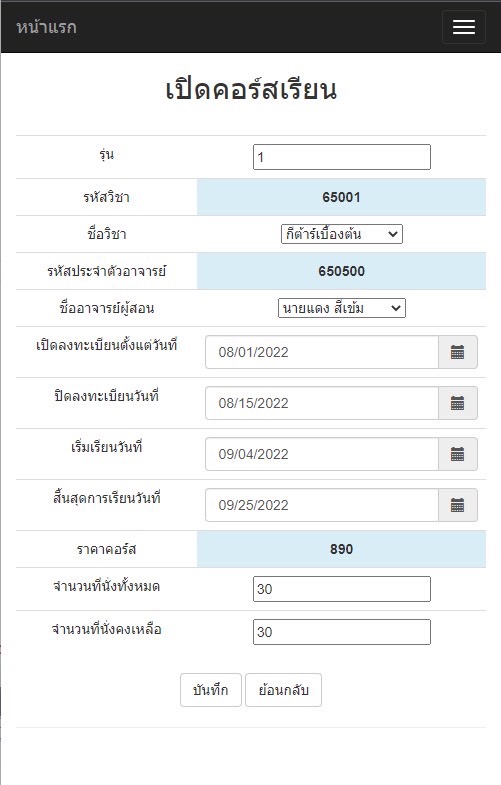 หน้าแรก
เปิดคอร์สเรียน
รุ่น 1
รหัสวิชา 65001
ชื่อวิชา กีต้าร์เบื้องต้น
รหัสประจำตัวอาจารย์ 650500
ชื่ออาจารย์ผู้สอน นายแดง สีเข้ม
เปิดลงทะเบียนตั้งแต่วันที่ 08/01/2022
ปิดลงทะเบียนวันที่ 08/15/2022
เริ่มเรียนวันที่ 09/04/2022
สิ้นสุดการเรียนวันที่ 09/25/2022
ราคาคอร์ส 890
จำนวนที่นั่งทั้งหมด 30
จำนวนที่นั่งคงเหลือ 30
บันทึก ย้อนกลับ